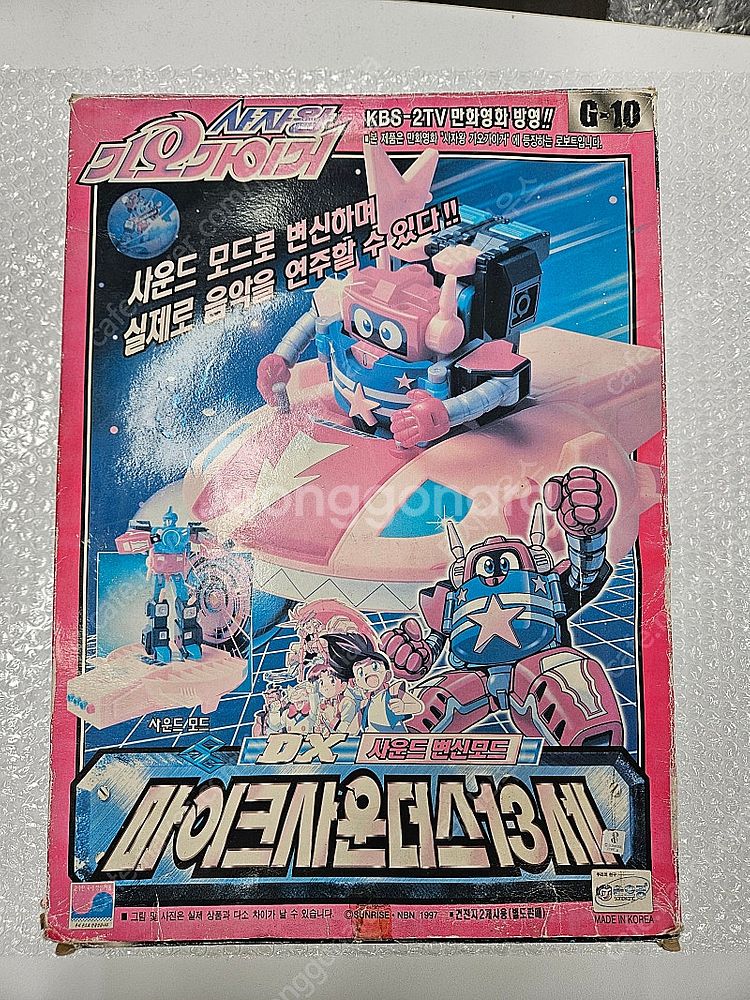 사자왕
가오가이거
KBS-2TV 만화영화 방영!!
G-10
■본 제품은 만화영화 '사자왕 가오가이거' 에 등장하는 로보트입니다.
사운드 모드로 변신하며
실제로 음악을 연주할 수 있다!!
사운드모드
DX 사운드 변신모드
마이크사운더스13세
■ 그림 및 사진은 실제 상품과 다소 차이가 날 수 있습니다. ©SUNRISE · NBN 1997 ■건전지2개사용(별도판매)
MADE IN KOREA
joonggonara